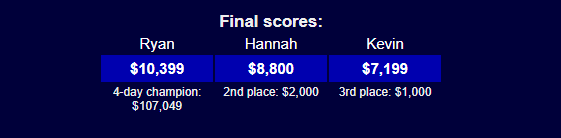 Final scores:
Ryan Hannah Kevin
$10,399 $8,800 $7,199
4-day champion: 2nd place: $2,000 3rd place: $1,000
$107,049